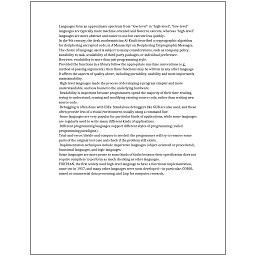 Languages form an approximate spectrum from "low-level" to "high-level"; "low-level"
languages are typically more machine-oriented and faster to execute, whereas "high-level"
languages are more abstract and easier to use but execute less quickly.
In the 9th century, the Arab mathematician Al-Kindi described a cryptographic algorithm
for deciphering encrypted code, in A Manuscript on Deciphering Cryptographic Messages.
The choice of language used is subject to many considerations, such as company policy,
suitability to task, availability of third-party packages, or individual preference.
However, readability is more than just programming style.
Provided the functions in a library follow the appropriate run-time conventions (e.g.,
method of passing arguments), then these functions may be written in any other language.
It affects the aspects of quality above, including portability, usability and most importantly
maintainability.
High-level languages made the process of developing a program simpler and more
understandable, and less bound to the underlying hardware.
Readability is important because programmers spend the majority of their time reading,
trying to understand, reusing and modifying existing source code, rather than writing new
source code.
Debugging is often done with IDEs. Standalone debuggers like GDB are also used, and these
often provide less of a visual environment, usually using a command line.
Some languages are very popular for particular kinds of applications, while some languages
are regularly used to write many different kinds of applications.
Different programming languages support different styles of programming (called
programming paradigms).
Trial-and-error/divide-and-conquer is needed: the programmer will try to remove some
parts of the original test case and check if the problem still exists.
Implementation techniques include imperative languages (object-oriented or procedural),
functional languages, and logic languages.
Some languages are more prone to some kinds of faults because their specification does not
require compilers to perform as much checking as other languages.
FORTRAN, the first widely used high-level language to have a functional implementation,
came out in 1957, and many other languages were soon developed—in particular, COBOL
aimed at commercial data processing, and Lisp for computer research.